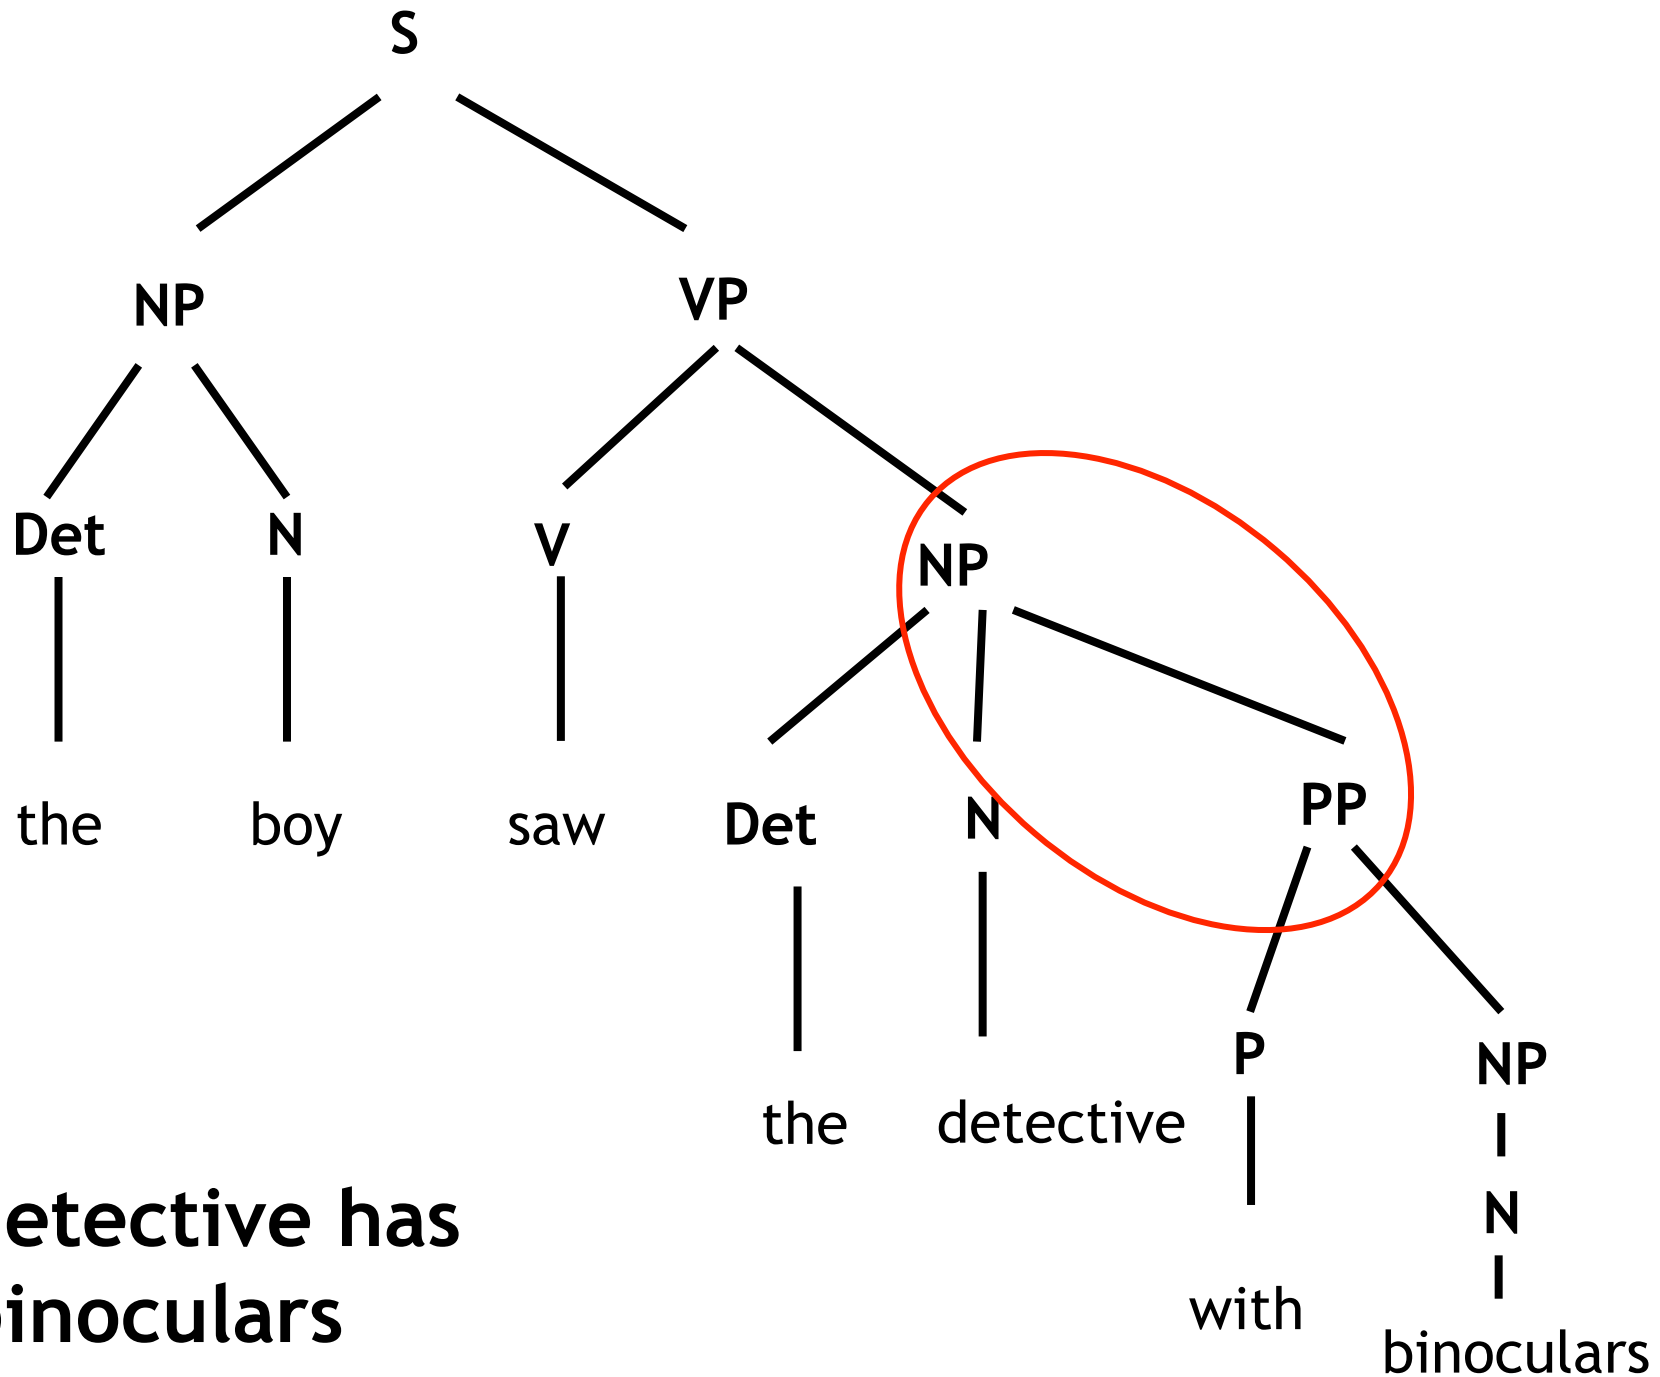 S
NP VP
Det N V NP
the boy saw Det N PP
P NP
the detective
N
with
binoculars
etective has
inoculars